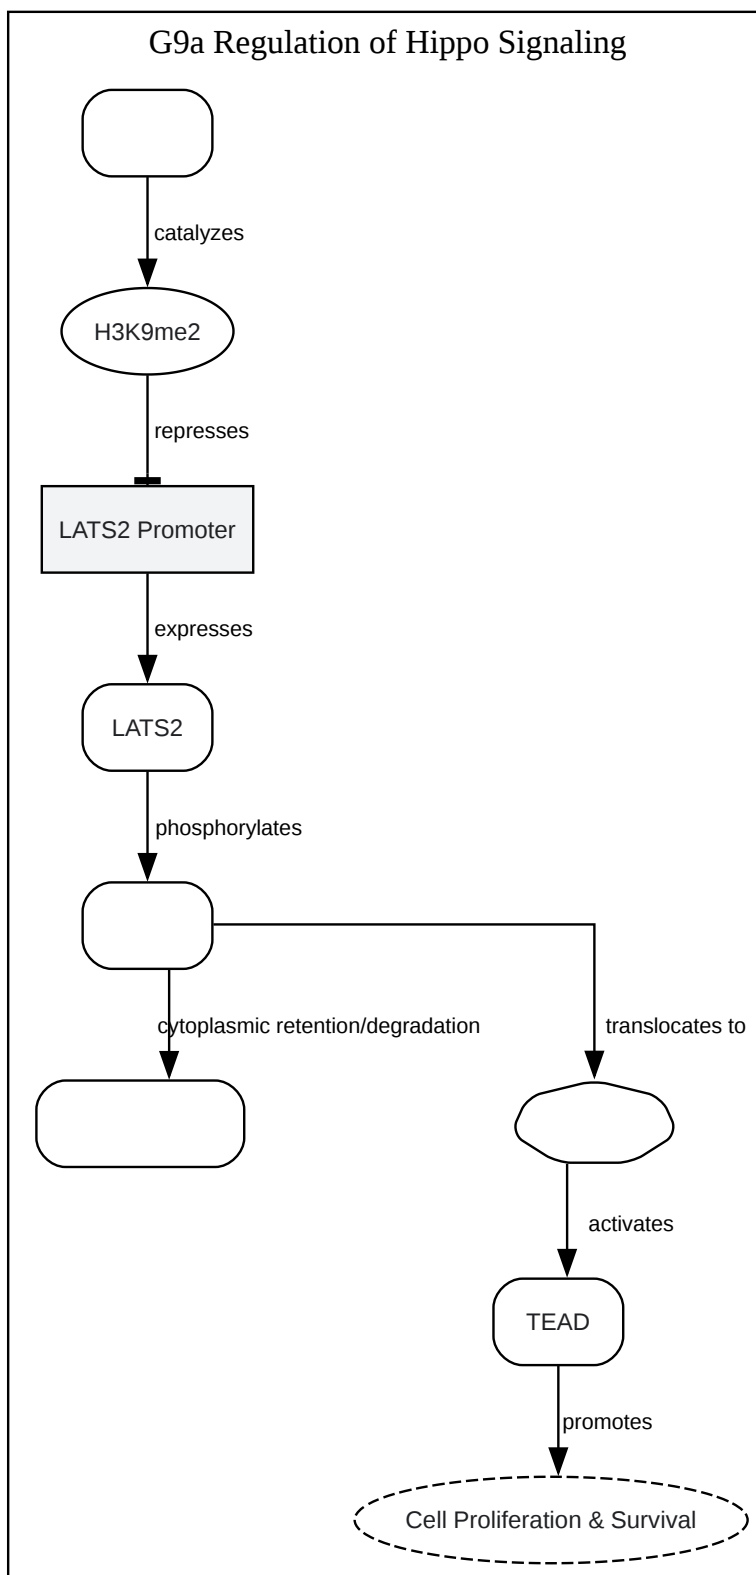 G9a Regulation of Hippo Signaling
catalyzes
H3K9me2
represses
LATS2 Promoter
expresses
LATS2
phosphorylates
cytoplasmic retention/degradation
translocates to
activates
TEAD
promotes
Cell Proliferation & Survival